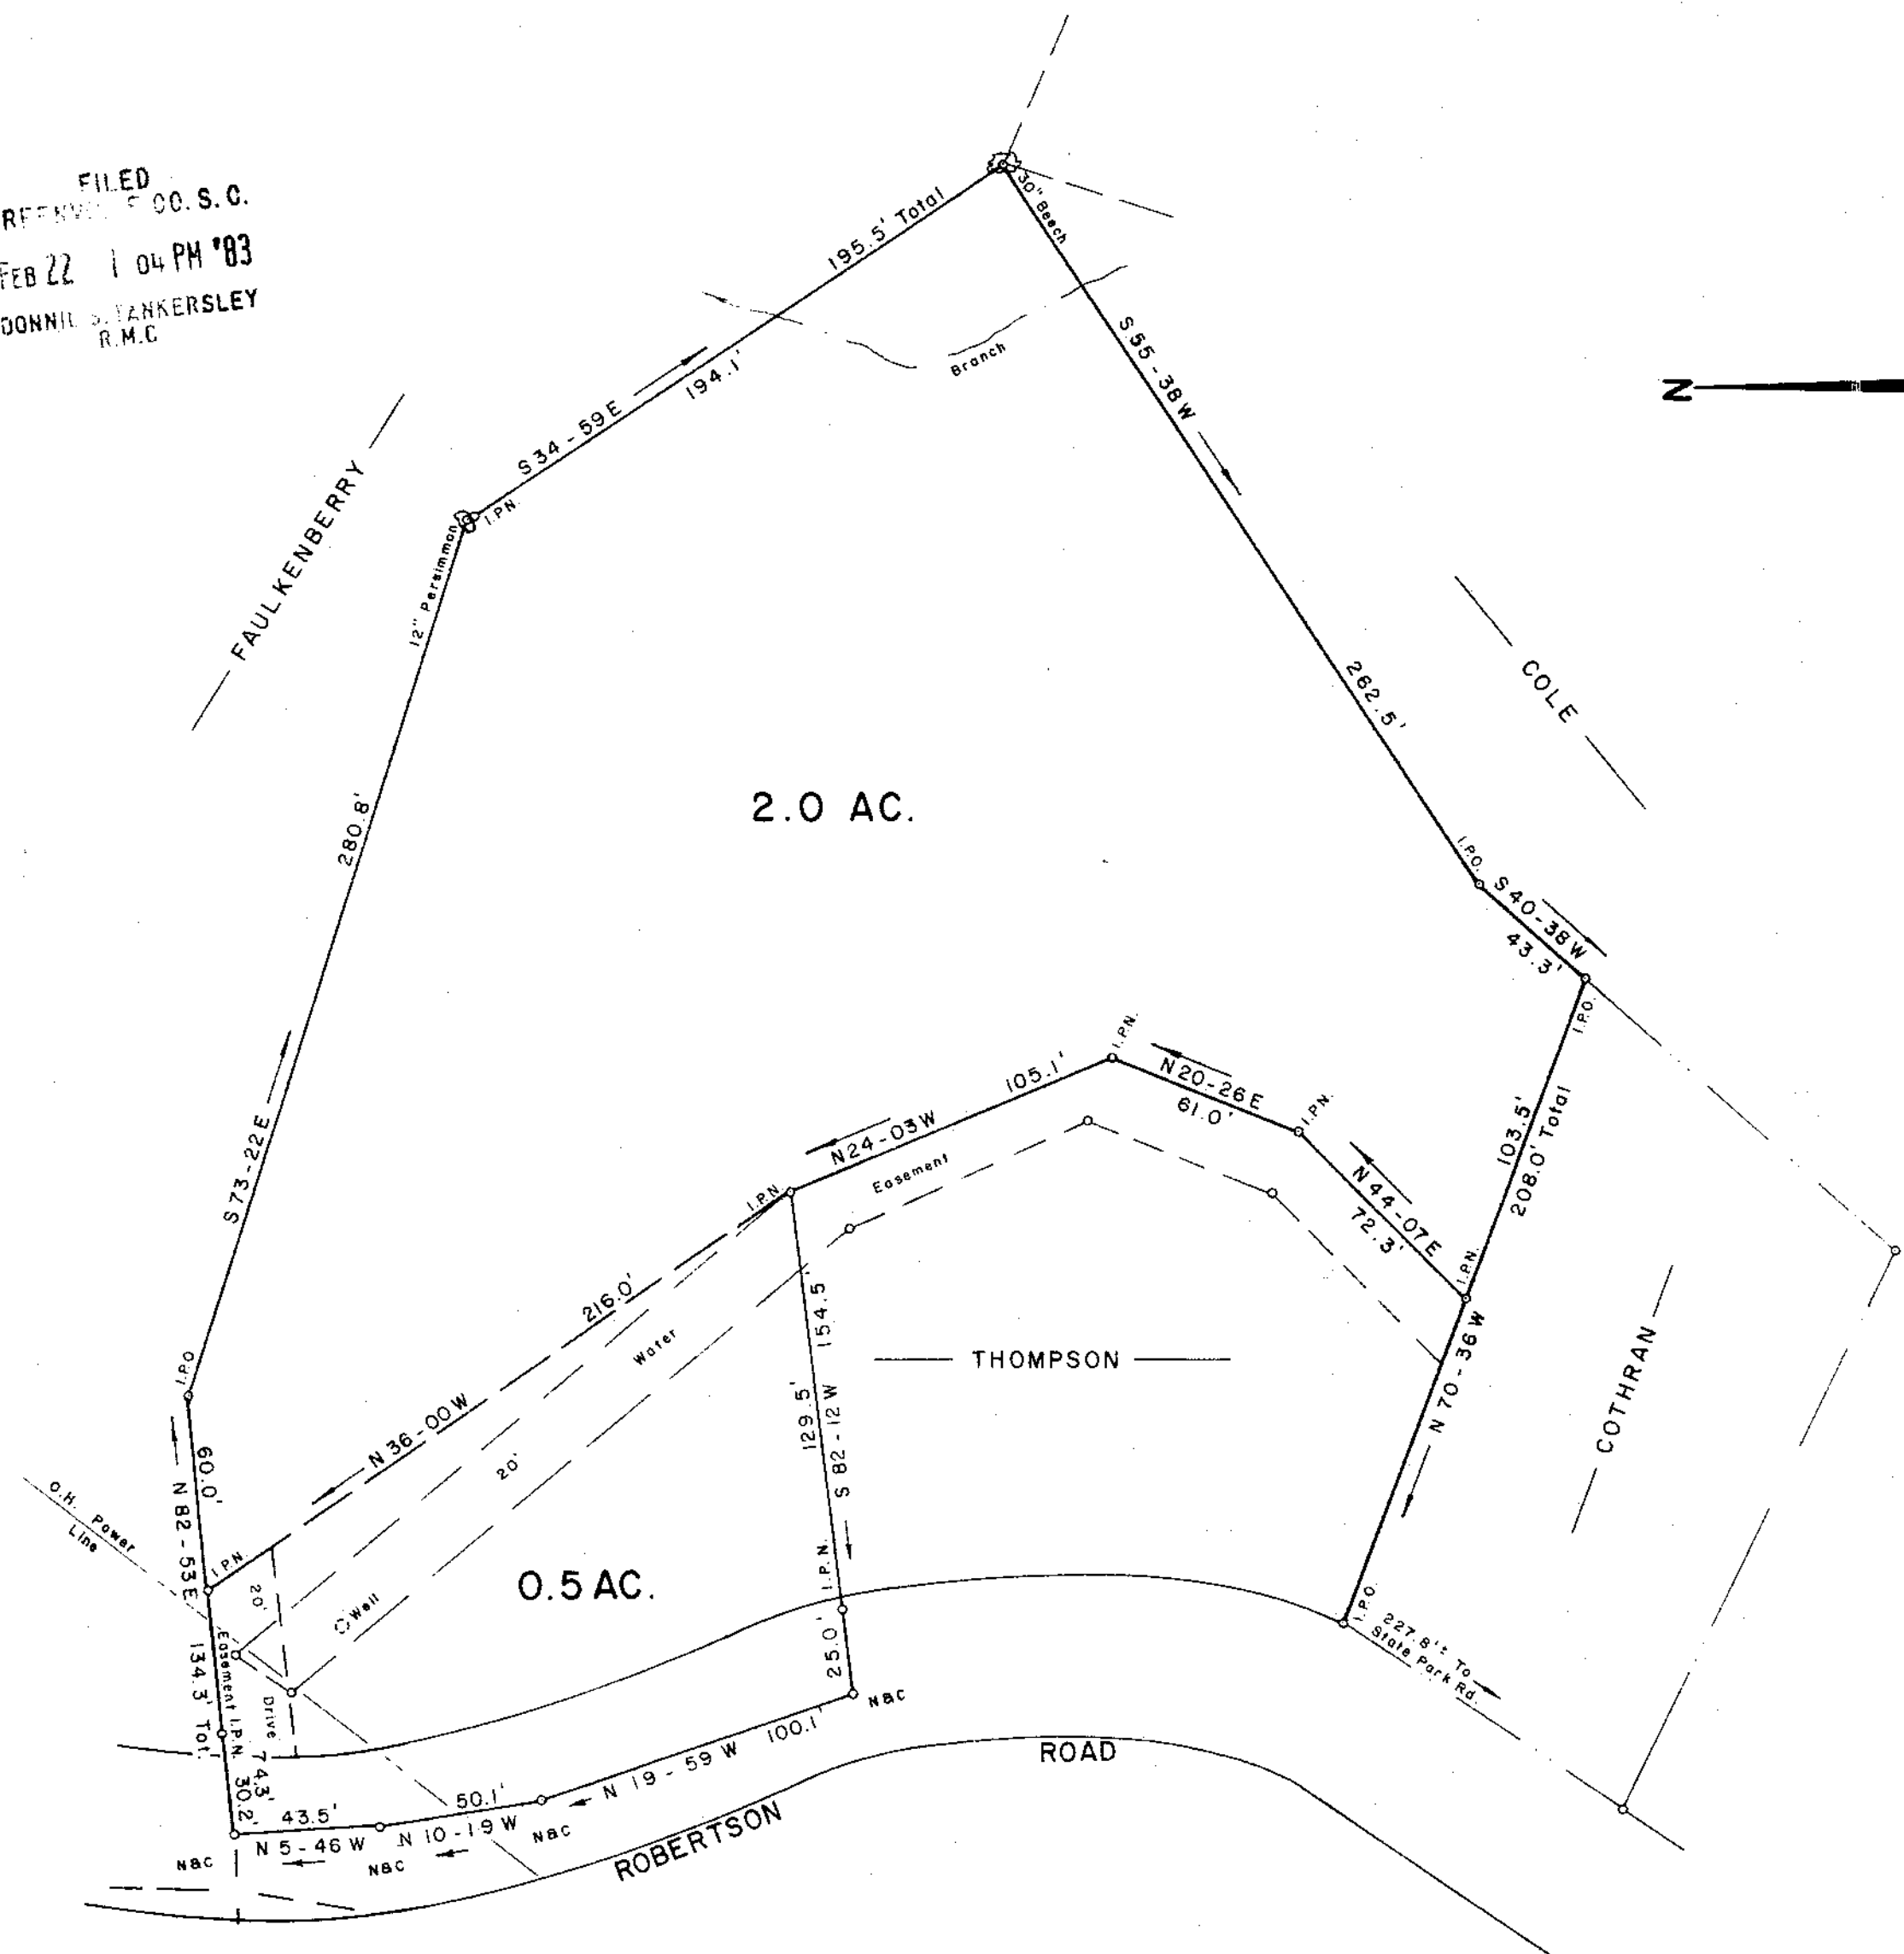 FILED
CO. S. C.
FEB 22 1 04 PM '83
TANKERSLEY
R.M.C
30" Beech
195.5' Total
194.1'
S 34-59 E
I.P.N.
12" Persimmon
Branch
S 55-38 W
262.5'
N
FAULKENBERRY
COLE
2.0 AC.
280.8'
S 73-22 E
I.P.O.
S 40-38 W
43.3'
I.P.O.
I.P.N.
105.1'
N 24-03 W
N 20-26 E
61.0'
I.P.N.
N 44-07 E
72.3'
I.P.N.
103.5'
208.0' Total
N 70-36 W
I.P.O.
COTHRAN
Easement
I.P.N.
216.0'
N 36-00 W
Water
20'
154.5'
129.5'
S 82-12 W
I.P.N.
25.0'
THOMPSON
I.P.O.
60.0'
N 82-53 E
O.H. Power
Line
I.P.N.
20'
Well
0.5 AC.
134.3' Tot.
Easement
I.P.N.
Drive
74.3'
30.2'
43.5'
N 5-46 W
50.1'
N 10-19 W
N 19-59 W
100.1'
N&C
N&C
N&C
N&C
ROBERTSON
ROAD
227.8'± To
State Park Rd.